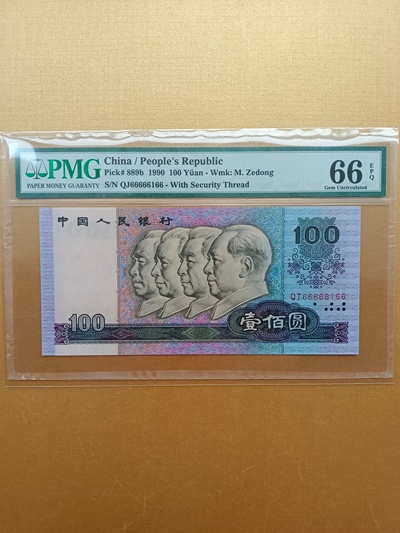 PMG
PAPER MONEY GUARANTY
China / People's Republic
Pick# 889b 1990 100 Yüan - Wmk: M. Zedong
S/N QJ66666166 - With Security Thread
66 EPQ
Gem Uncirculated
中国人民银行
100
QJ66666166
100
壹佰圆